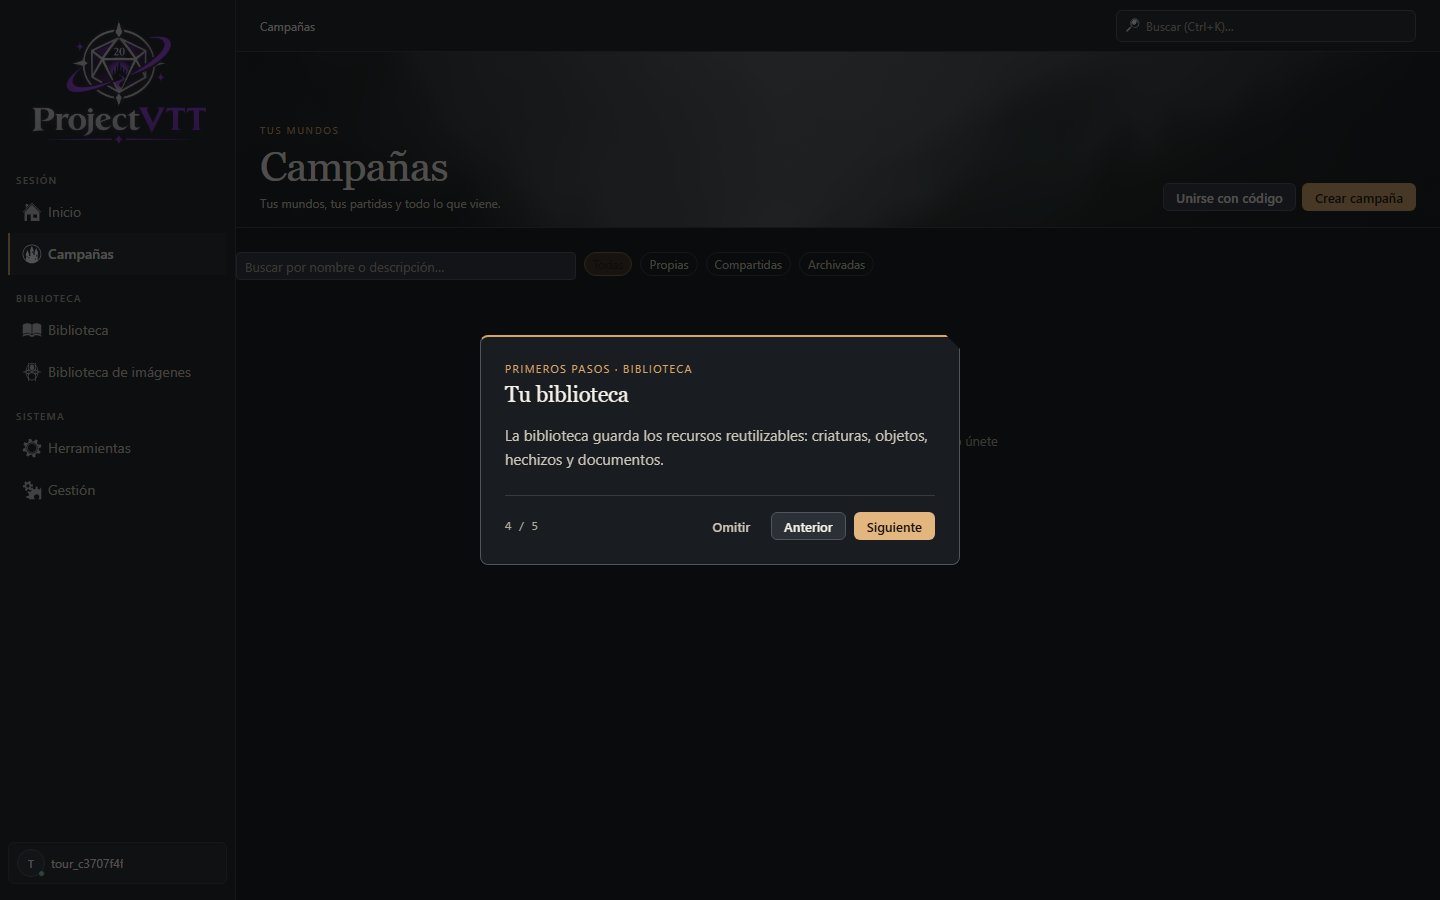 20
ProjectVTT
SESIÓN
Inicio
Campañas
BIBLIOTECA
Biblioteca
Biblioteca de imágenes
SISTEMA
Herramientas
Gestión
T
tour_c3707f4f
Campañas
Buscar (Ctrl+K)...
TUS MUNDOS
Campañas
Tus mundos, tus partidas y todo lo que viene.
Unirse con código
Crear campaña
Buscar por nombre o descripción...
Todas
Propias
Compartidas
Archivadas
únete
PRIMEROS PASOS · BIBLIOTECA
Tu biblioteca
La biblioteca guarda los recursos reutilizables: criaturas, objetos,
hechizos y documentos.
4 / 5
Omitir
Anterior
Siguiente